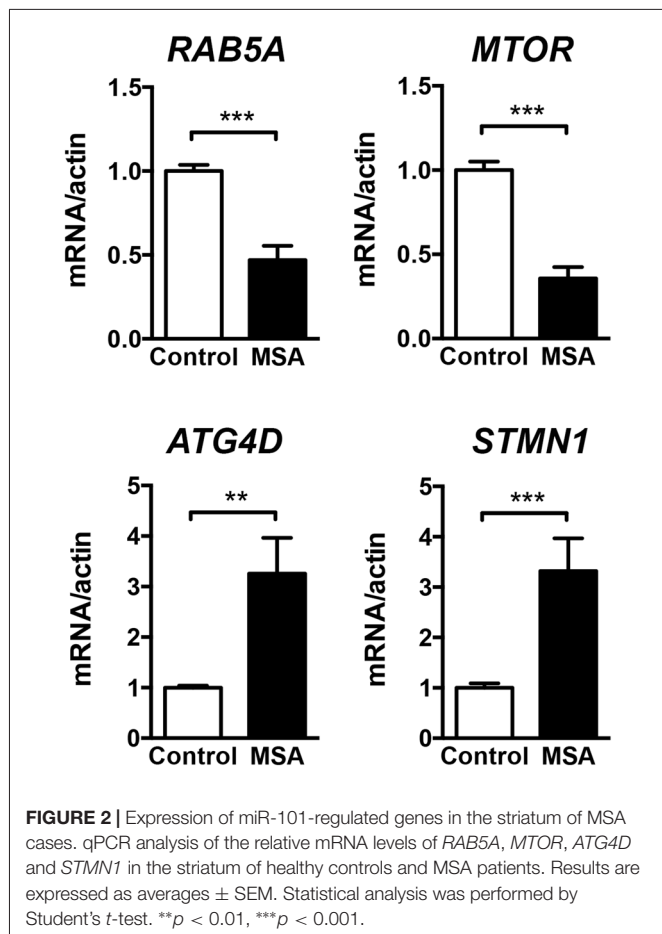 RAB5A
MTOR
1.5
1.0
0.5
0.0
mRNA/actin
***
Control MSA
1.5
1.0
0.5
0.0
mRNA/actin
***
Control MSA
ATG4D
STMN1
5
4
3
2
1
0
mRNA/actin
**
Control MSA
5
4
3
2
1
0
mRNA/actin
***
Control MSA
FIGURE 2 | Expression of miR-101-regulated genes in the striatum of MSA
cases. qPCR analysis of the relative mRNA levels of RAB5A, MTOR, ATG4D
and STMN1 in the striatum of healthy controls and MSA patients. Results are
expressed as averages ± SEM. Statistical analysis was performed by
Student’s t-test. **p < 0.01, ***p < 0.001.